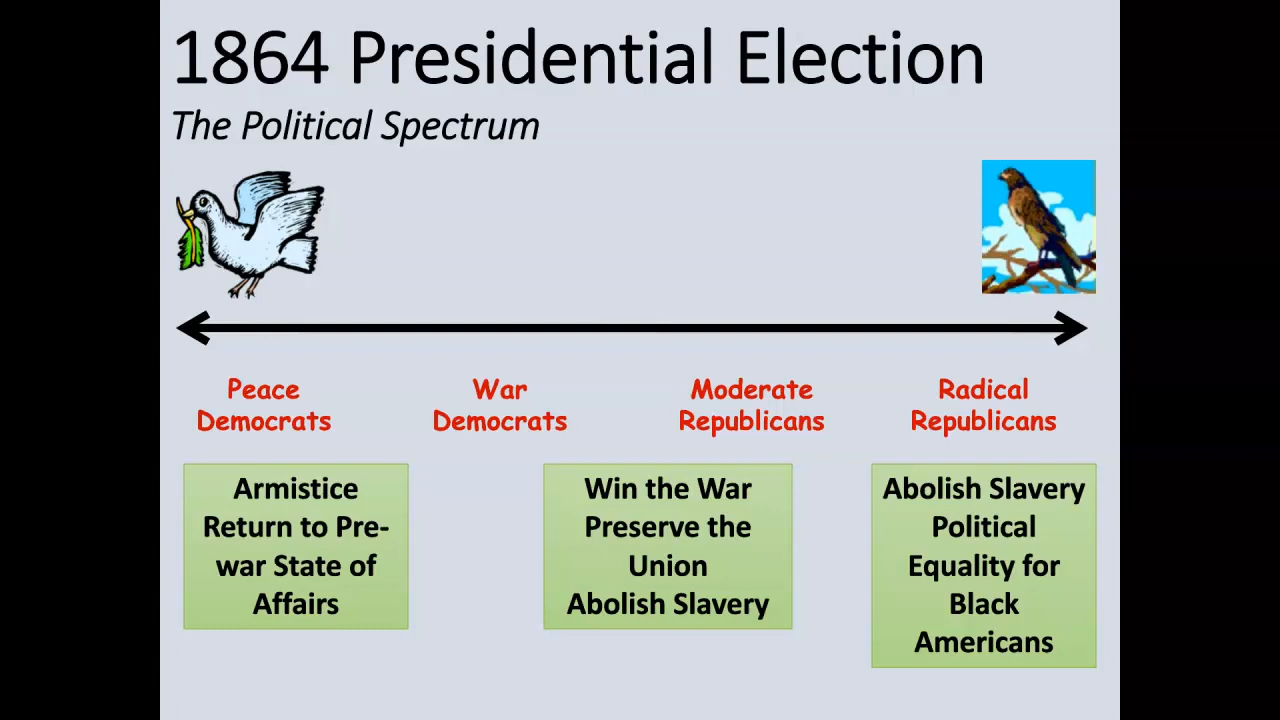 1864 Presidential Election
The Political Spectrum
Peace
Democrats
War
Democrats
Moderate
Republicans
Radical
Republicans
Armistice
Return to Pre-
war State of
Affairs
Win the War
Preserve the
Union
Abolish Slavery
Abolish Slavery
Political
Equality for
Black
Americans